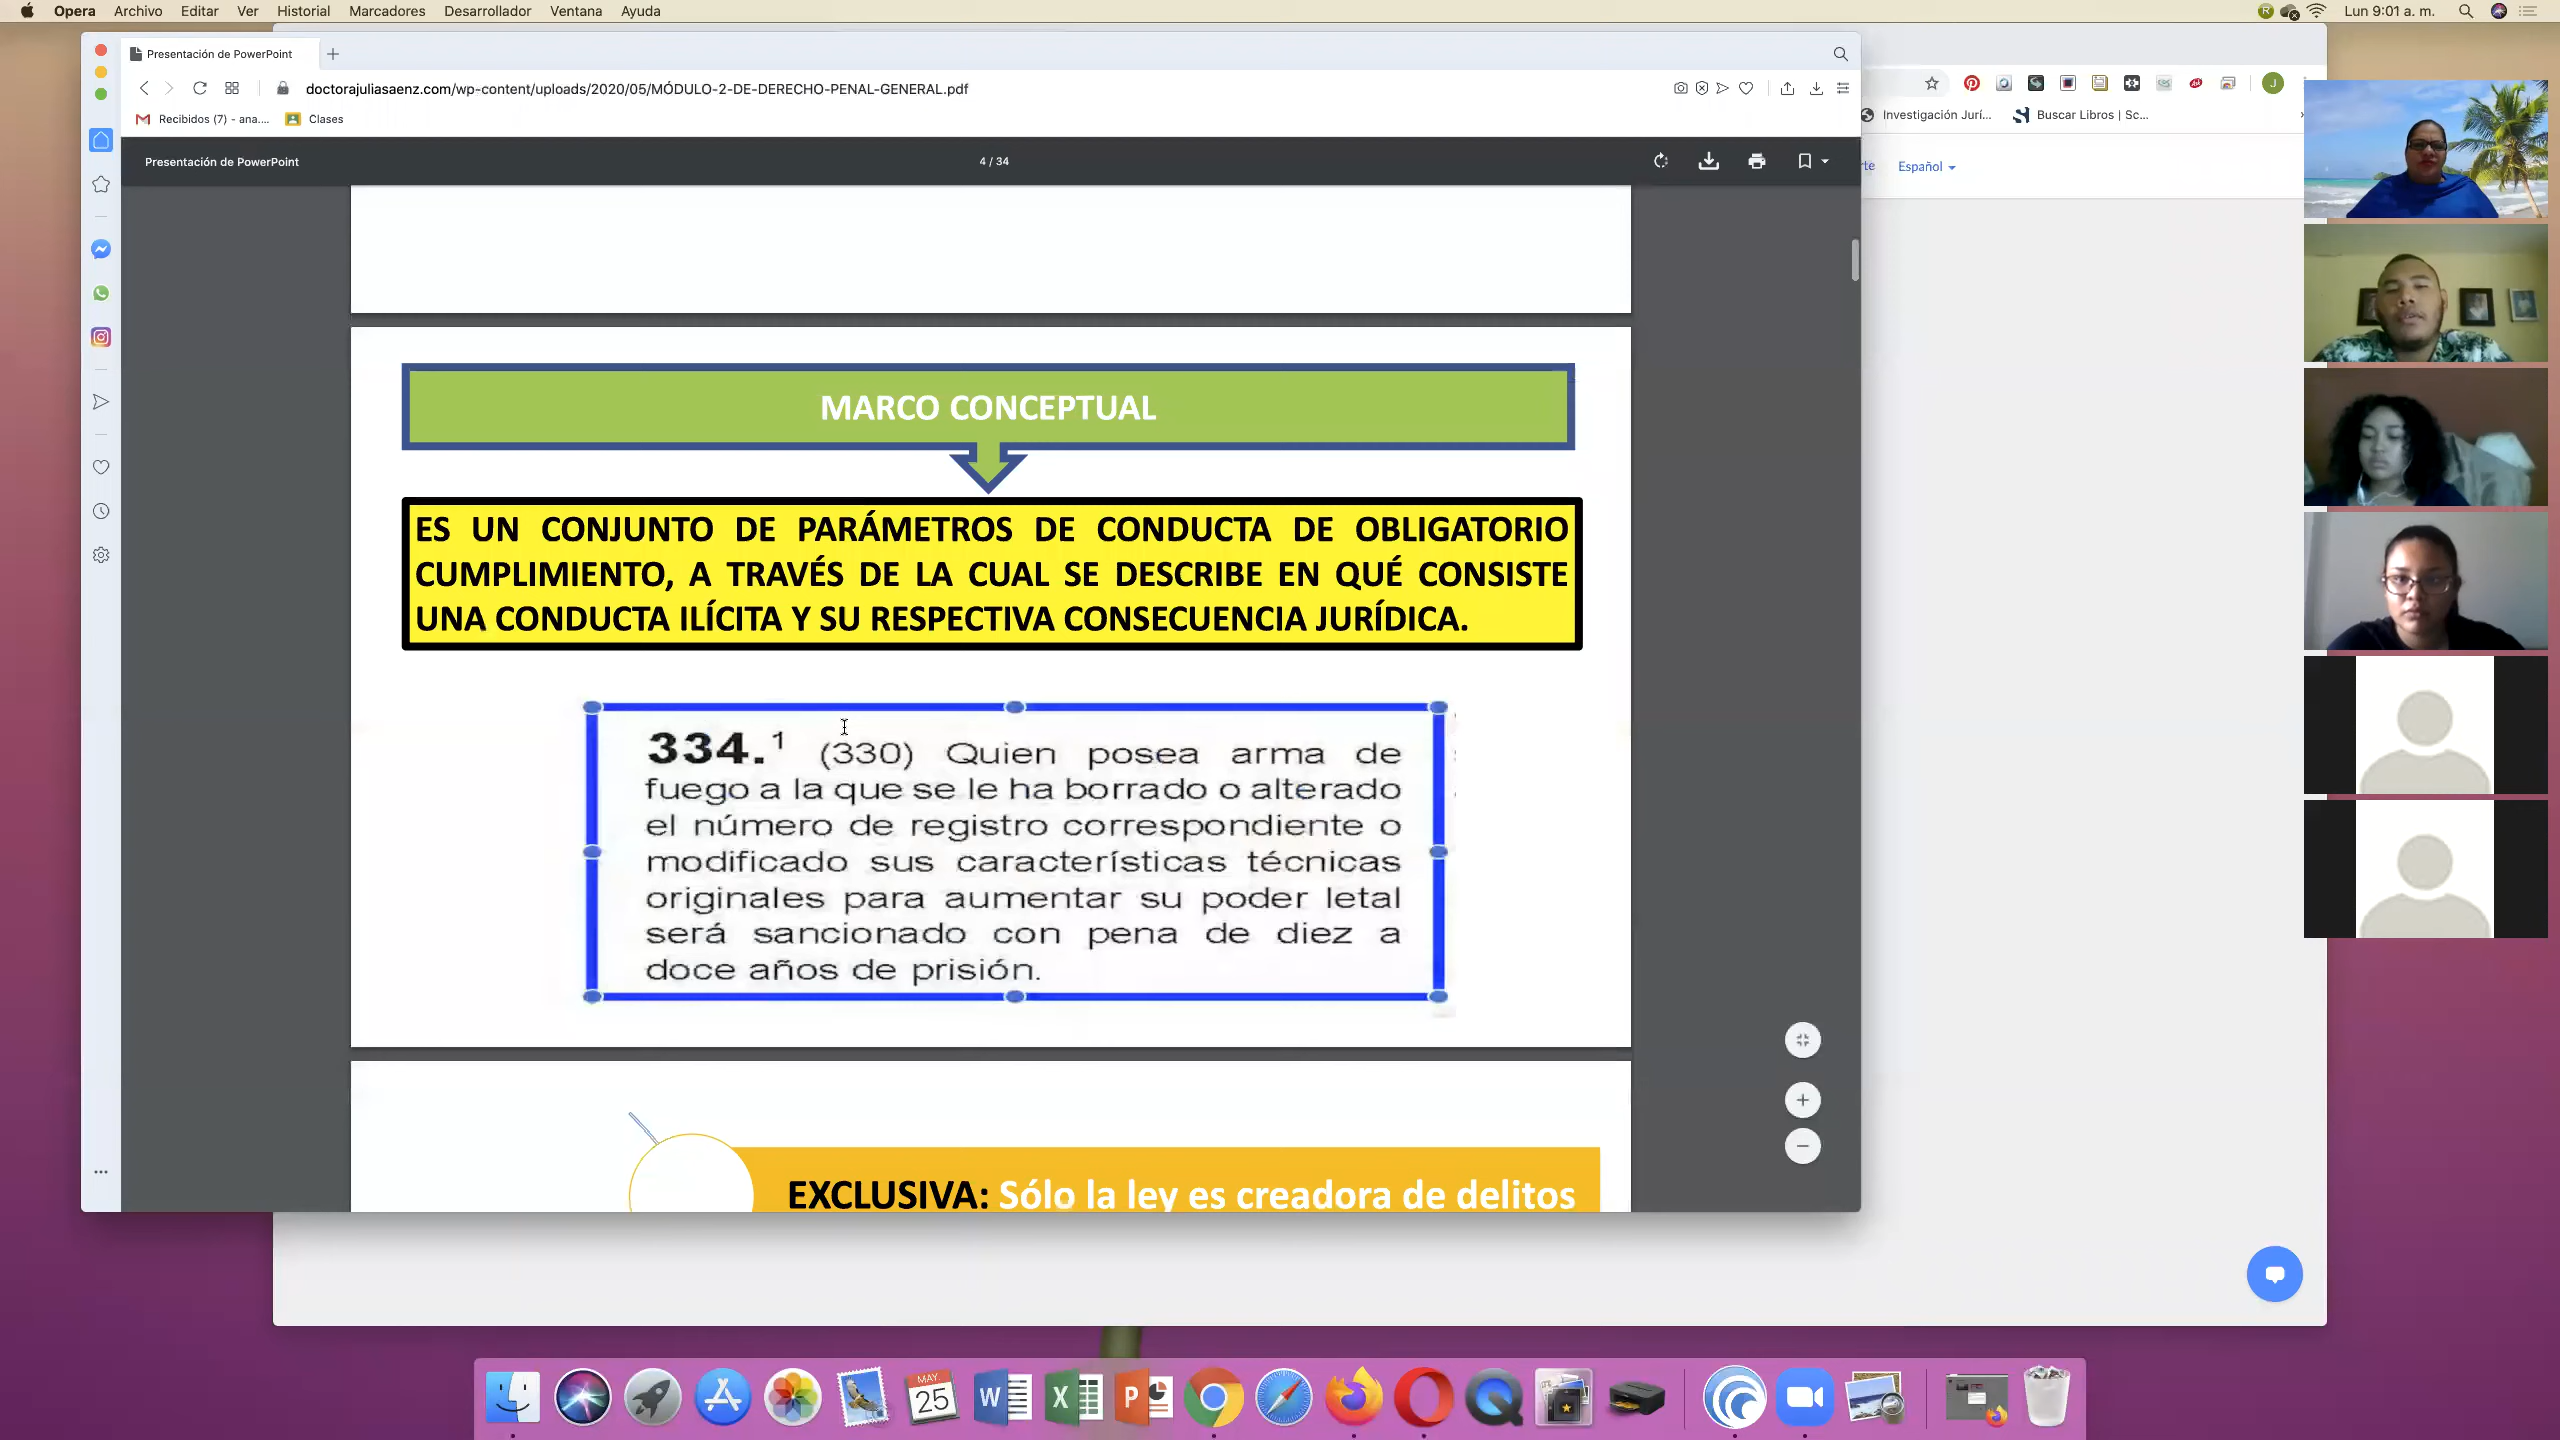 Opera Archivo Editar Ver Historial Marcadores Desarrollador Ventana Ayuda
Lun 9:01 a. m.
Presentación de PowerPoint
doctorajuliasaenz.com/wp-content/uploads/2020/05/MÓDULO-2-DE-DERECHO-PENAL-GENERAL.pdf
J
Recibidos (7) - ana....
Clases
Investigación Jurí...
Buscar Libros | Sc...
Presentación de PowerPoint
4 / 34
rte
Español
MARCO CONCEPTUAL
ES UN CONJUNTO DE PARÁMETROS DE CONDUCTA DE OBLIGATORIO
CUMPLIMIENTO, A TRAVÉS DE LA CUAL SE DESCRIBE EN QUÉ CONSISTE
UNA CONDUCTA ILÍCITA Y SU RESPECTIVA CONSECUENCIA JURÍDICA.
334.¹ (330) Quien posea arma de
fuego a la que se le ha borrado o alterado
el número de registro correspondiente o
modificado sus características técnicas
originales para aumentar su poder letal
será sancionado con pena de diez a
doce años de prisión.
EXCLUSIVA: Sólo la ley es creadora de delitos
MAY
25
W
X
P